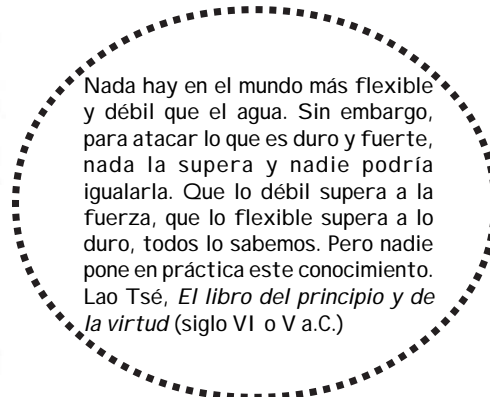 Nada hay en el mundo más flexible
y débil que el agua. Sin embargo,
para atacar lo que es duro y fuerte,
nada la supera y nadie podría
igualarla. Que lo débil supera a la
fuerza, que lo flexible supera a lo
duro, todos lo sabemos. Pero nadie
pone en práctica este conocimiento.
Lao Tsé, El libro del principio y de
la virtud (siglo VI o V a.C.)